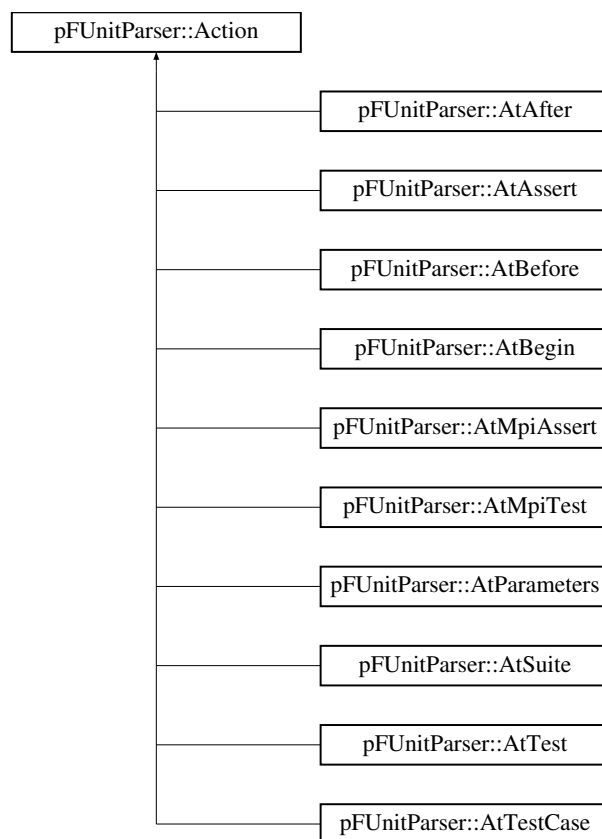 pFUnitParser::Action
pFUnitParser::AtAfter
pFUnitParser::AtAssert
pFUnitParser::AtBefore
pFUnitParser::AtBegin
pFUnitParser::AtMpiAssert
pFUnitParser::AtMpiTest
pFUnitParser::AtParameters
pFUnitParser::AtSuite
pFUnitParser::AtTest
pFUnitParser::AtTestCase